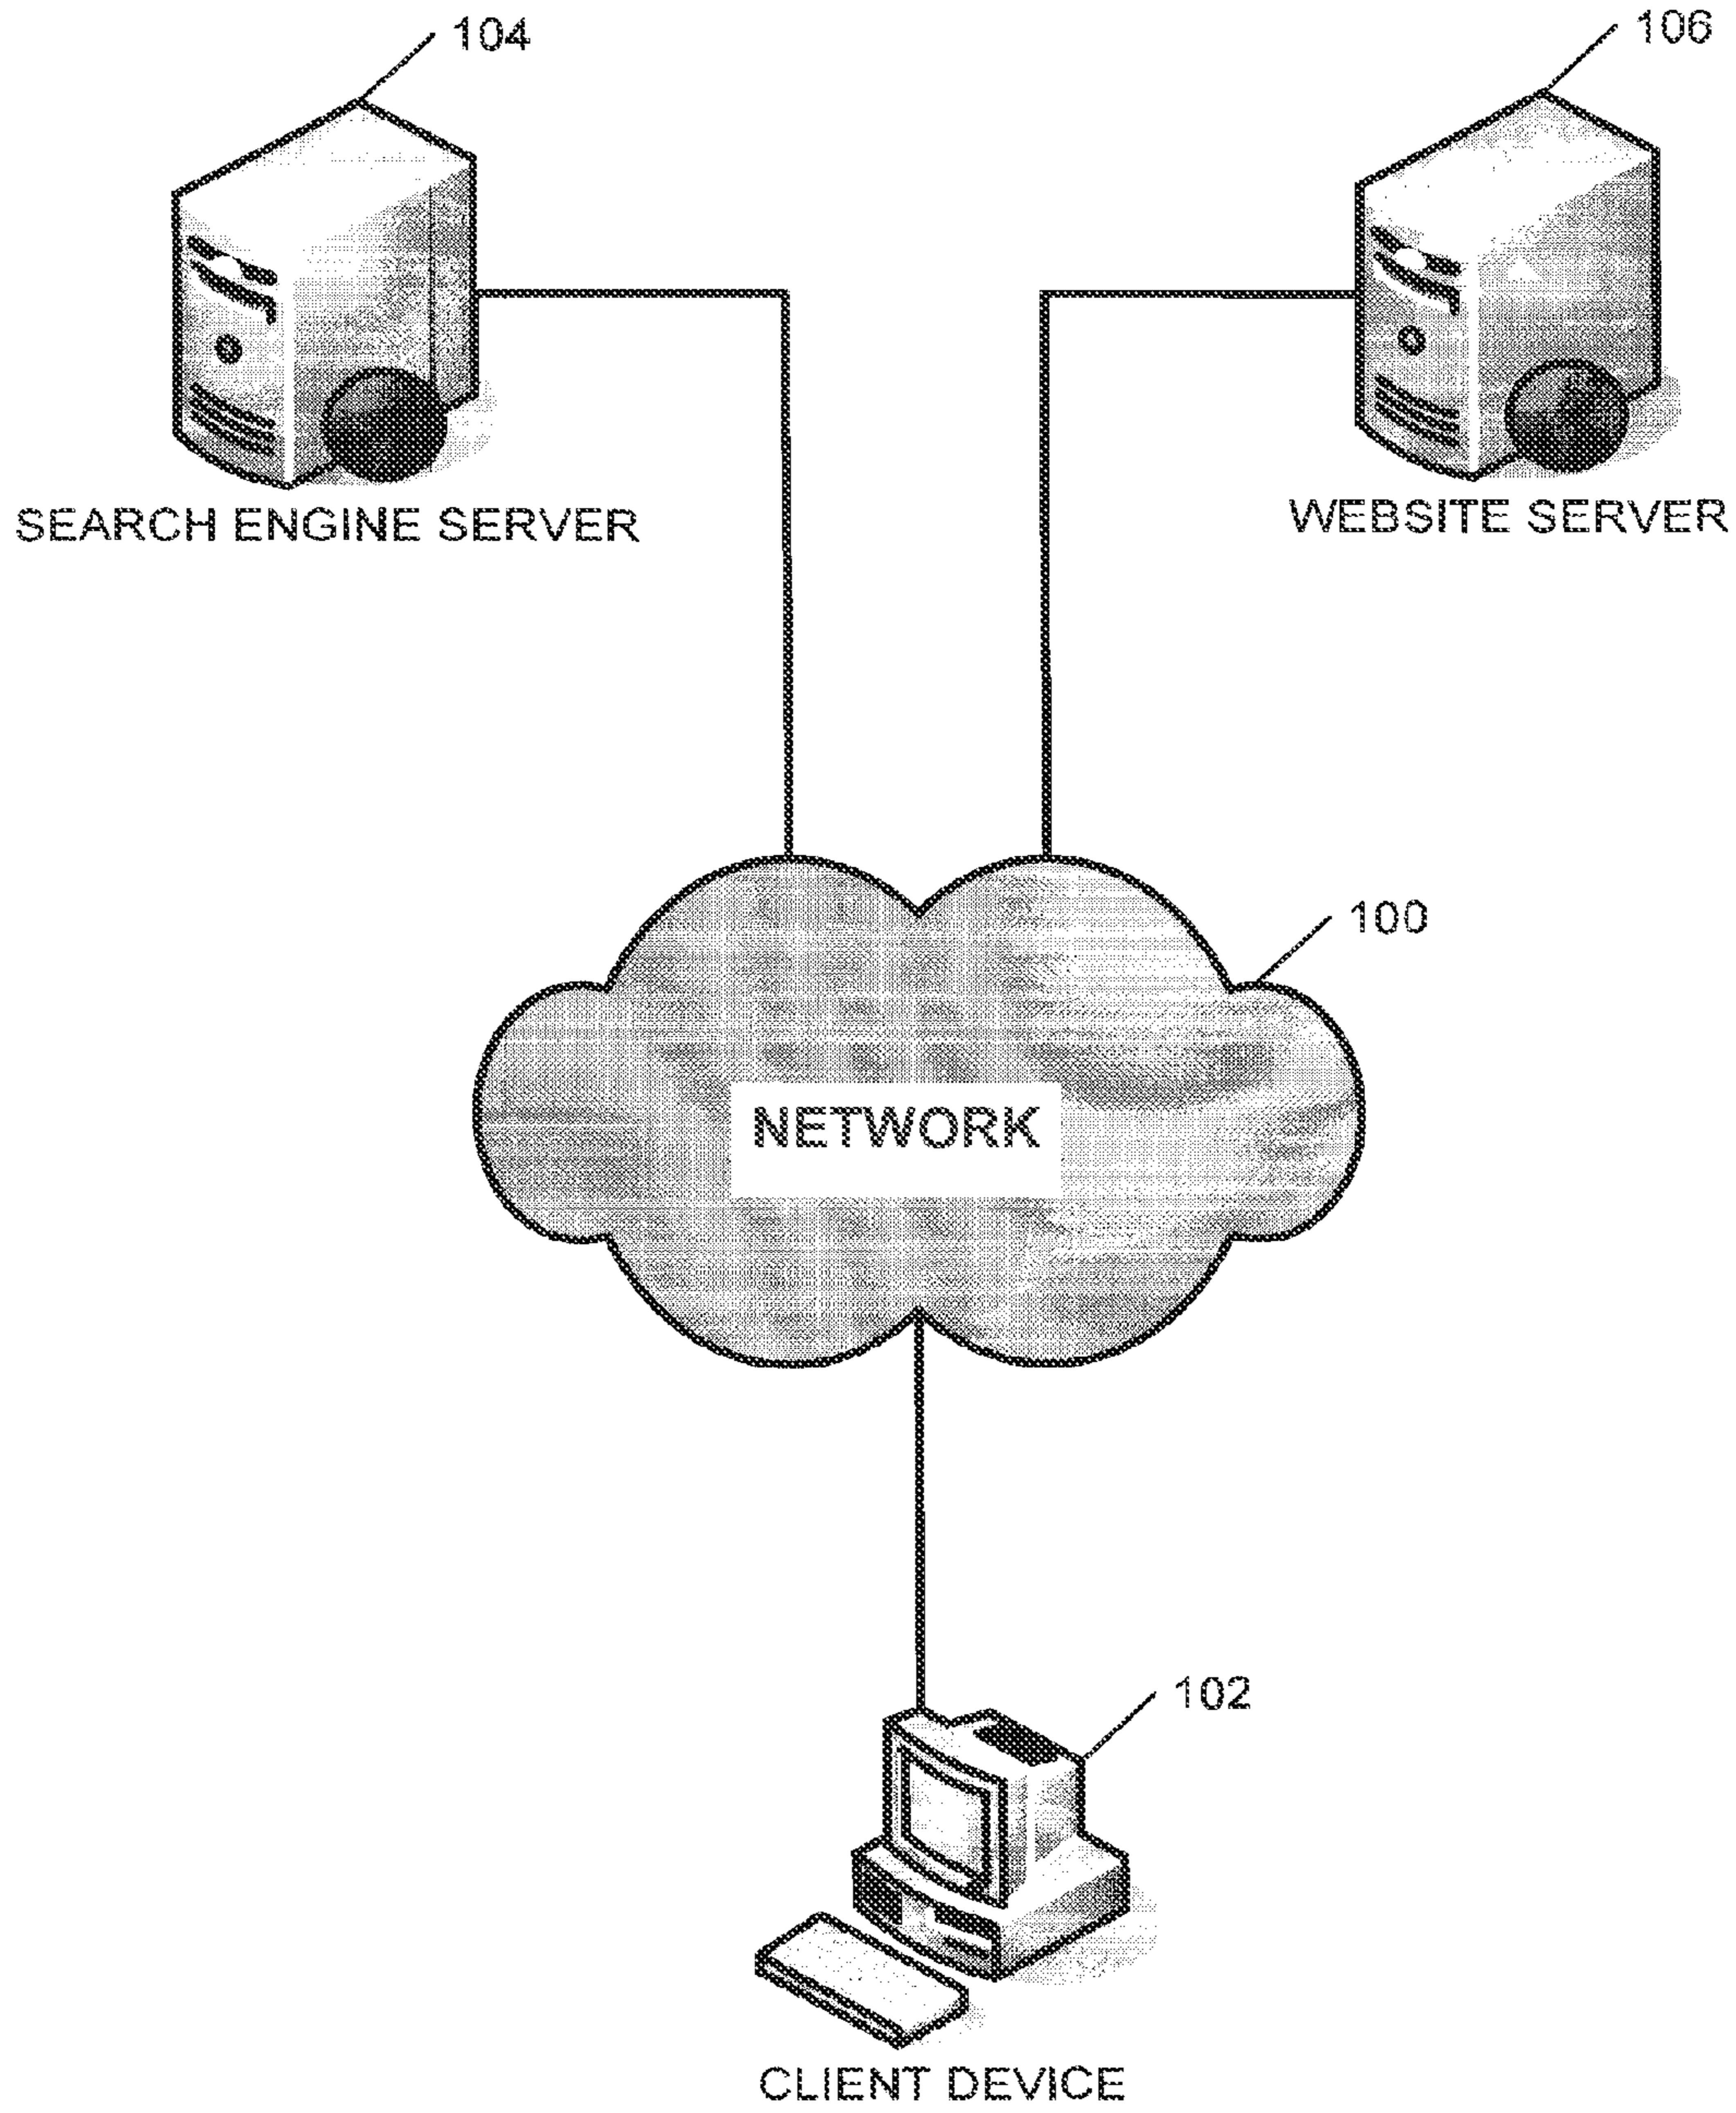 104
106
SEARCH ENGINE SERVER
WEBSITE SERVER
100
NETWORK
102
CLIENT DEVICE